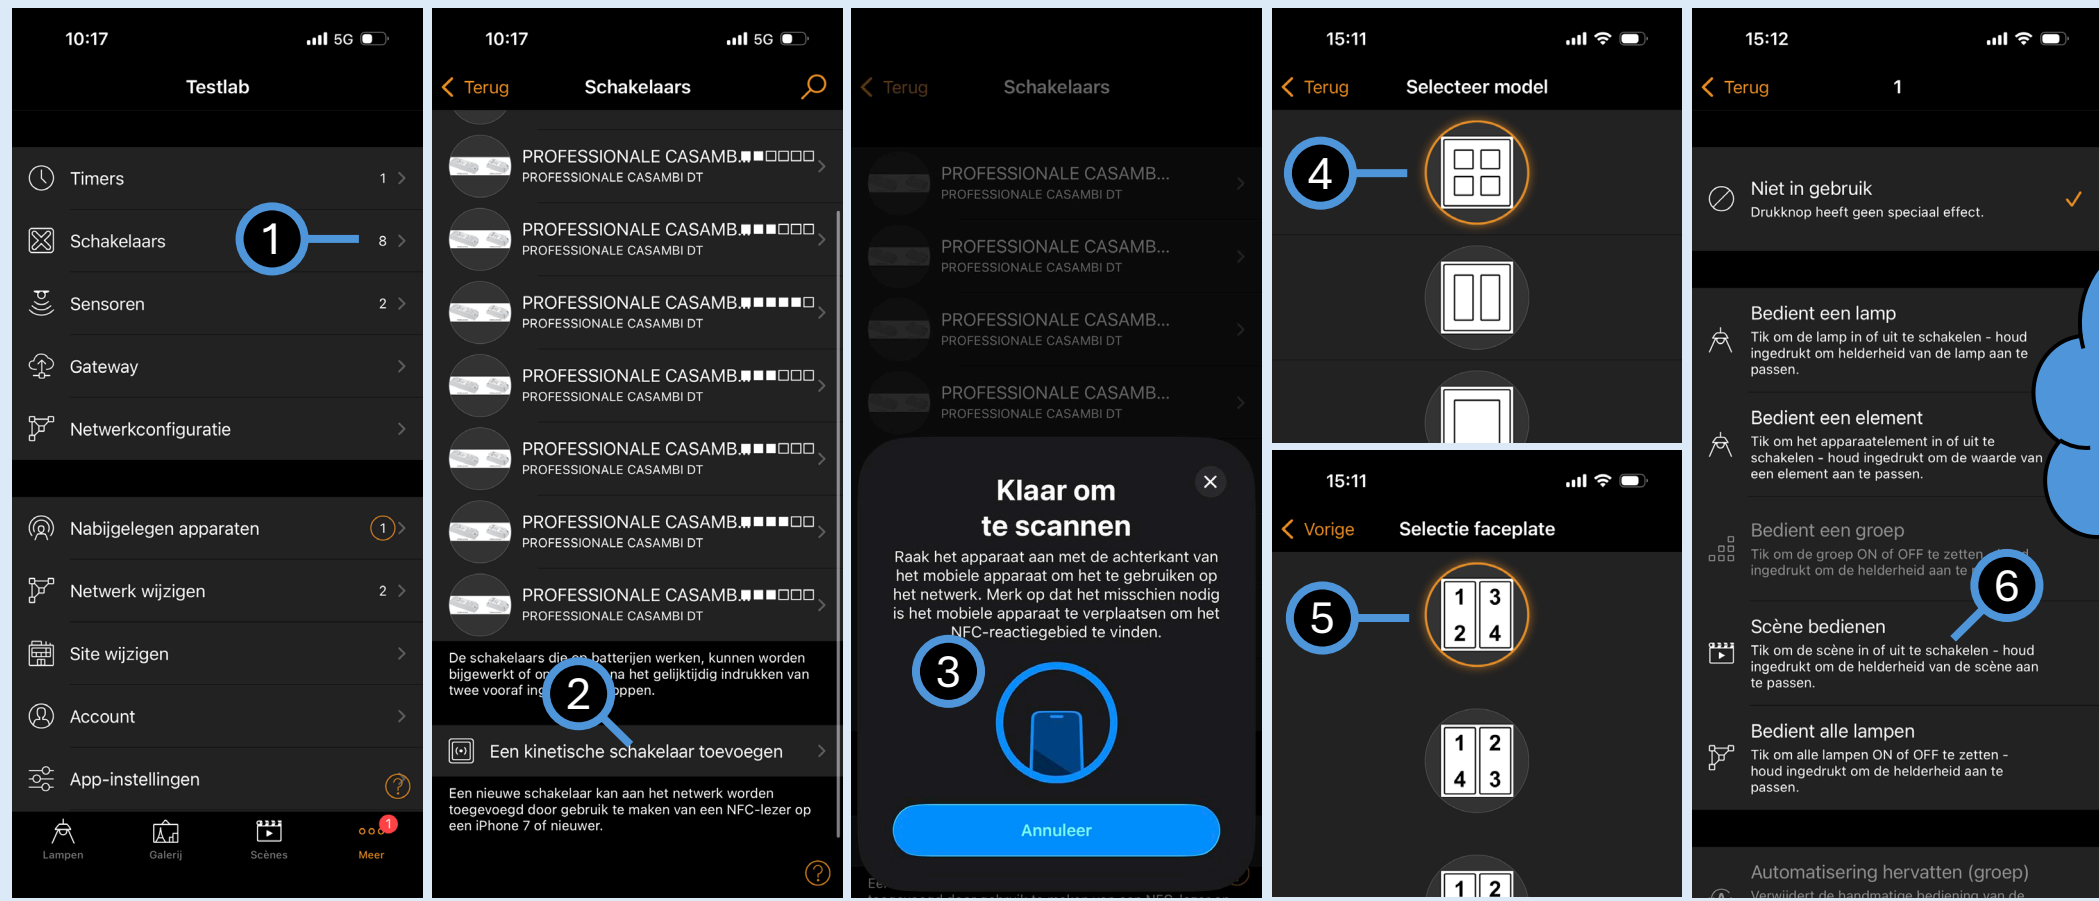 10:17
5G
Testlab
Timers
1
Schakelaars
1
8
Sensoren
2
Gateway
Netwerkconfiguratie
Nabijgelegen apparaten
1
Netwerk wijzigen
2
Site wijzigen
Account
App-instellingen
?
1
Lampen
Galerij
Scènes
Meer
10:17
5G
Terug
Schakelaars
PROFESSIONALE CASAMB...
PROFESSIONALE CASAMBI DT
PROFESSIONALE CASAMB...
PROFESSIONALE CASAMBI DT
PROFESSIONALE CASAMB...
PROFESSIONALE CASAMBI DT
PROFESSIONALE CASAMB...
PROFESSIONALE CASAMBI DT
PROFESSIONALE CASAMB...
PROFESSIONALE CASAMBI DT
PROFESSIONALE CASAMB...
PROFESSIONALE CASAMBI DT
PROFESSIONALE CASAMB...
PROFESSIONALE CASAMBI DT
De schakelaars die op batterijen werken, kunnen worden
bijgewerkt of na het gelijktijdig indrukken van
twee vooraf
2
Een kinetische schakelaar toevoegen
Een nieuwe schakelaar kan aan het netwerk worden
toegevoegd door gebruik te maken van een NFC-lezer op
een iPhone 7 of nieuwer.
?
Terug
Schakelaars
PROFESSIONALE CASAMB...
PROFESSIONALE CASAMBI DT
PROFESSIONALE CASAMB...
PROFESSIONALE CASAMBI DT
PROFESSIONALE CASAMB...
PROFESSIONALE CASAMBI DT
PROFESSIONALE CASAMB...
PROFESSIONALE CASAMBI DT
Klaar om
te scannen
Raak het apparaat aan met de achterkant van
het mobiele apparaat om het te gebruiken op
het netwerk. Merk op dat het misschien nodig
is het mobiele apparaat te verplaatsen om het
NFC-reactiegebied te vinden.
3
Annuleer
15:11
Terug
Selecteer model
4
15:11
Vorige
Selectie faceplate
5
1 3
2 4
1 2
4 3
1 2
15:12
Terug
1
Niet in gebruik
Drukknop heeft geen speciaal effect.
Bedient een lamp
Tik om de lamp in of uit te schakelen - houd
ingedrukt om helderheid van de lamp aan te
passen.
Bedient een element
Tik om het apparaatelement in of uit te
schakelen - houd ingedrukt om de waarde van
een element aan te passen.
Bedient een groep
Tik om de groep ON of OFF te zetten
ingedrukt om de helderheid aan te
6
Scène bedienen
Tik om de scène in of uit te schakelen - houd
ingedrukt om de helderheid van de scène aan
te passen.
Bedient alle lampen
Tik om alle lampen ON of OFF te zetten -
houd ingedrukt om de helderheid aan te
passen.
Automatisering hervatten (groep)
Verwijdert de handmatige bediening van de